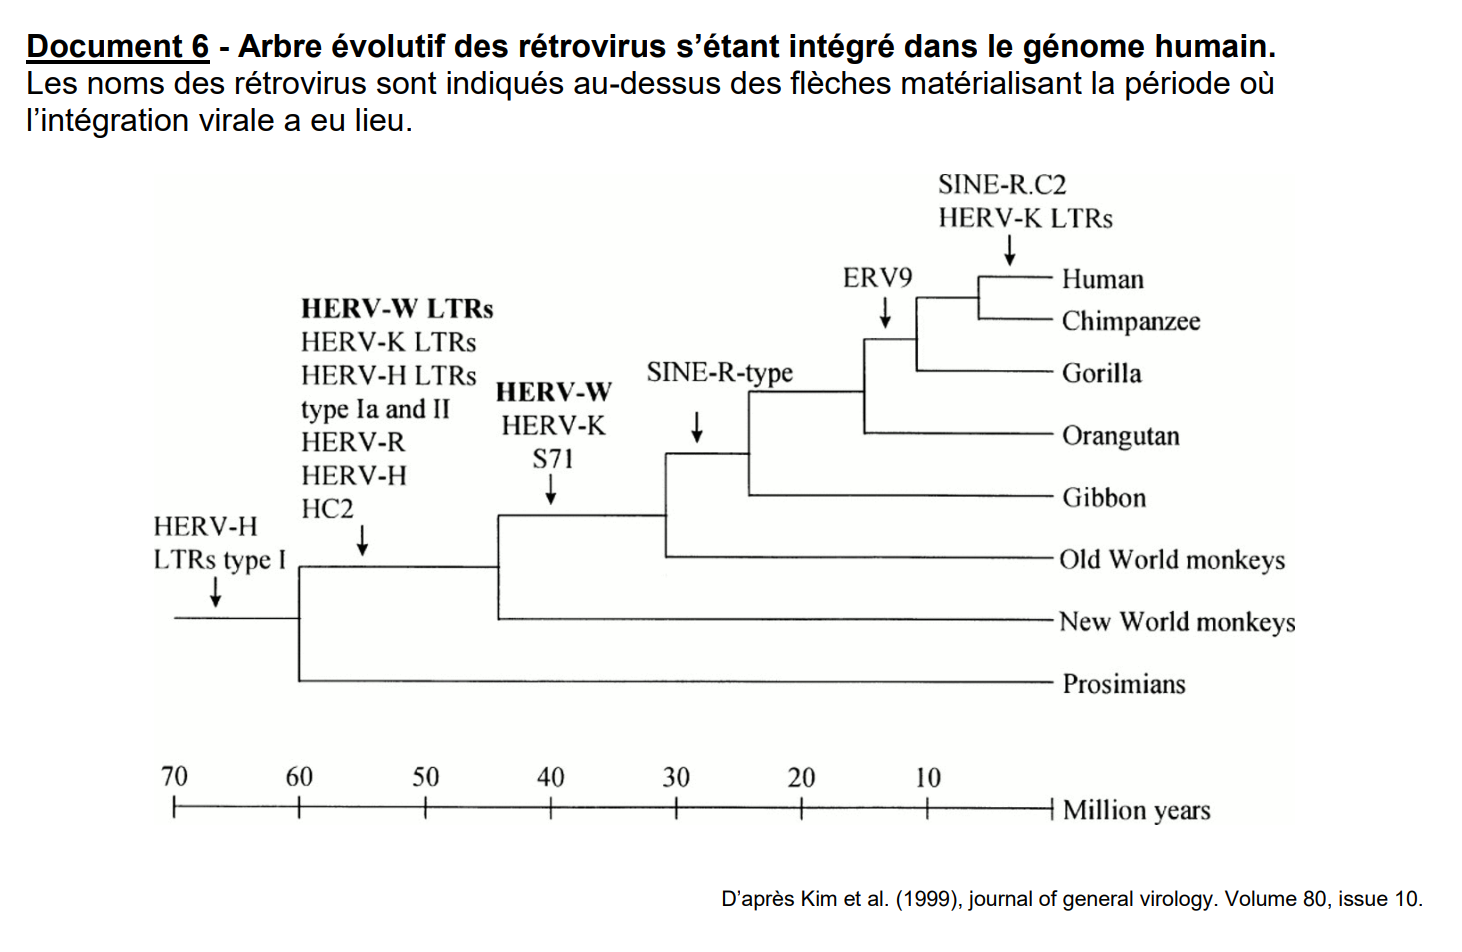 Document 6 - Arbre évolutif des rétrovirus s’étant intégré dans le génome humain.
Les noms des rétrovirus sont indiqués au-dessus des flèches matérialisant la période où
l’intégration virale a eu lieu.
SINE-R.C2
HERV-K LTRs
ERV9
Human
HERV-W LTRs
HERV-K LTRs
HERV-H LTRs
type Ia and II
HERV-R
HERV-H
HC2
Chimpanzee
SINE-R-type
Gorilla
HERV-W
HERV-K
S71
Orangutan
Gibbon
HERV-H
LTRs type I
Old World monkeys
New World monkeys
Prosimians
70 60 50 40 30 20 10
Million years
D’après Kim et al. (1999), journal of general virology. Volume 80, issue 10.